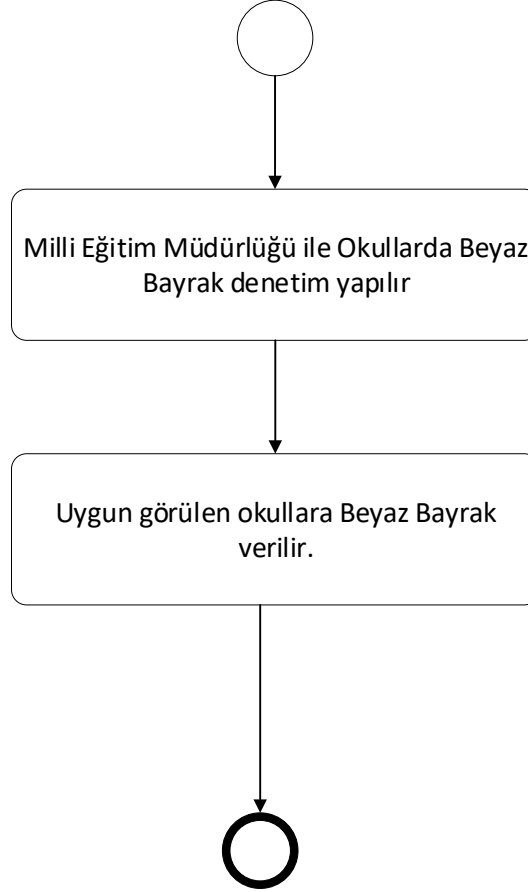 Milli Eğitim Müdürlüğü ile Okullarda Beyaz
Bayrak denetim yapılır
Uygun görülen okullara Beyaz Bayrak
verilir.